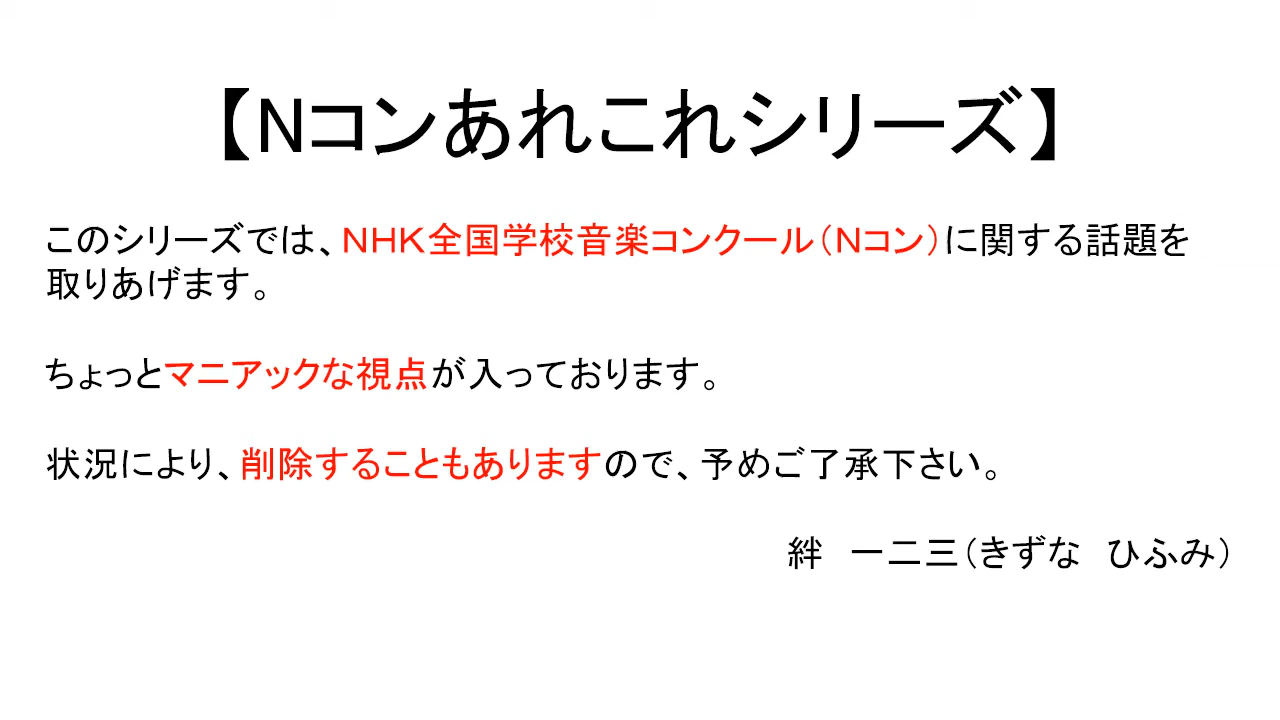 【Nコンあれこれシリーズ】
このシリーズでは、NHK全国学校音楽コンクール（Nコン）に関する話題を
取りあげます。
ちょっとマニアックな視点が入っております。
状況により、削除することもありますので、予めご了承下さい。
絆　一二三（きずな　ひふみ）